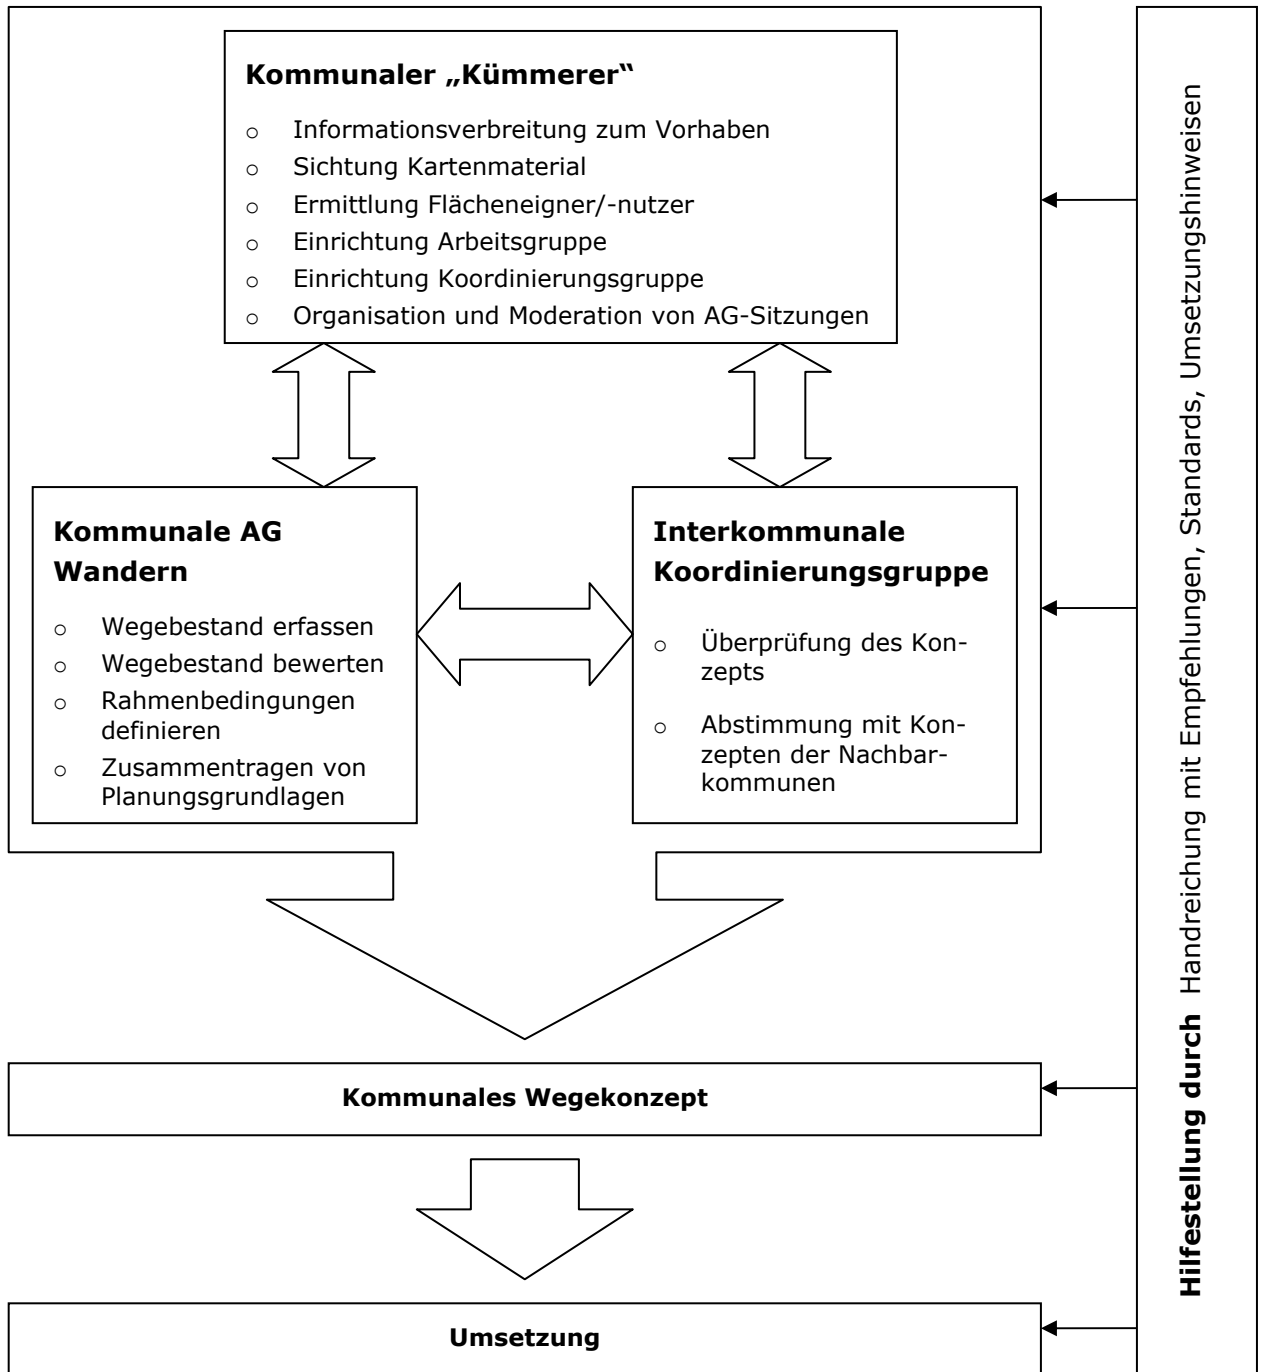 Kommunaler „Kümmerer“
o Informationsverbreitung zum Vorhaben
o Sichtung Kartenmaterial
o Ermittlung Flächeneigner/-nutzer
o Einrichtung Arbeitsgruppe
o Einrichtung Koordinierungsgruppe
o Organisation und Moderation von AG-Sitzungen
Kommunale AG
Wandern
o Wegebestand erfassen
o Wegebestand bewerten
o Rahmenbedingungen
definieren
o Zusammentragen von
Planungsgrundlagen
Interkommunale
Koordinierungsgruppe
o Überprüfung des Kon-
zepts
o Abstimmung mit Kon-
zepten der Nachbar-
kommunen
Kommunales Wegekonzept
Umsetzung
Hilfestellung durch Handreichung mit Empfehlungen, Standards, Umsetzungshinweisen